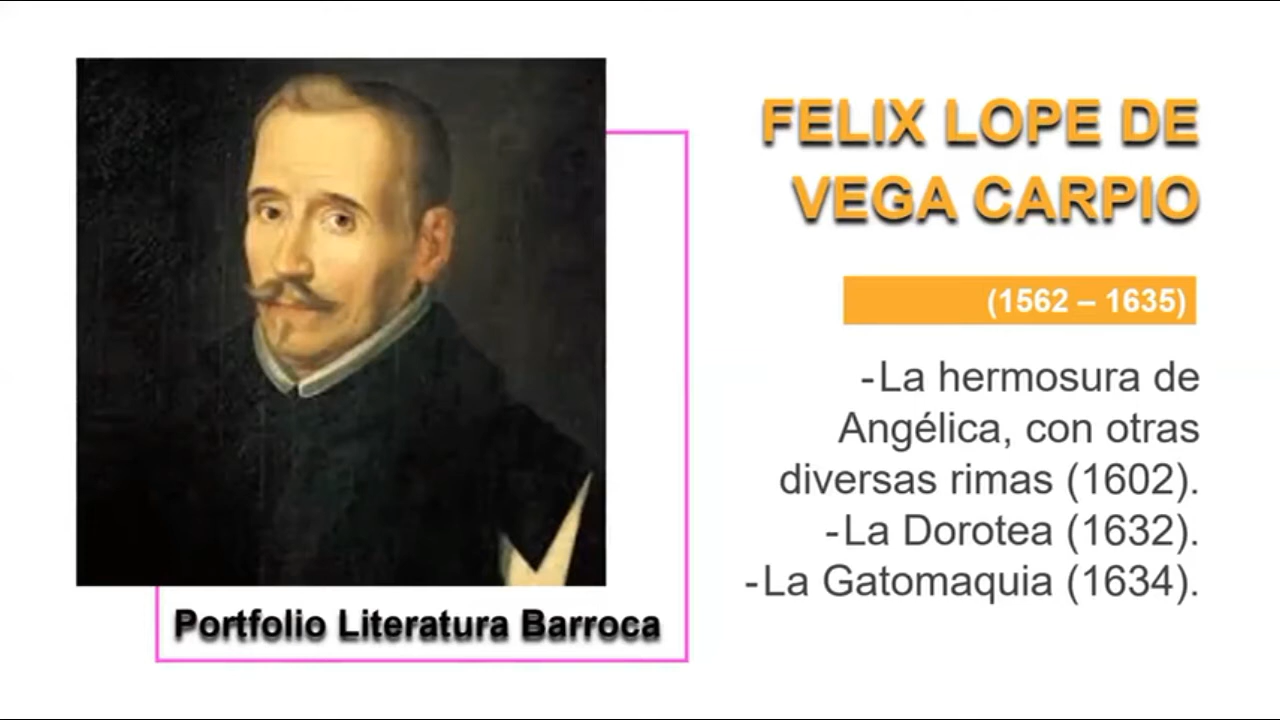 FELIX LOPE DE
VEGA CARPIO
(1562 – 1635)
-La hermosura de
Angélica, con otras
diversas rimas (1602).
-La Dorotea (1632).
-La Gatomaquia (1634).
Portfolio Literatura Barroca